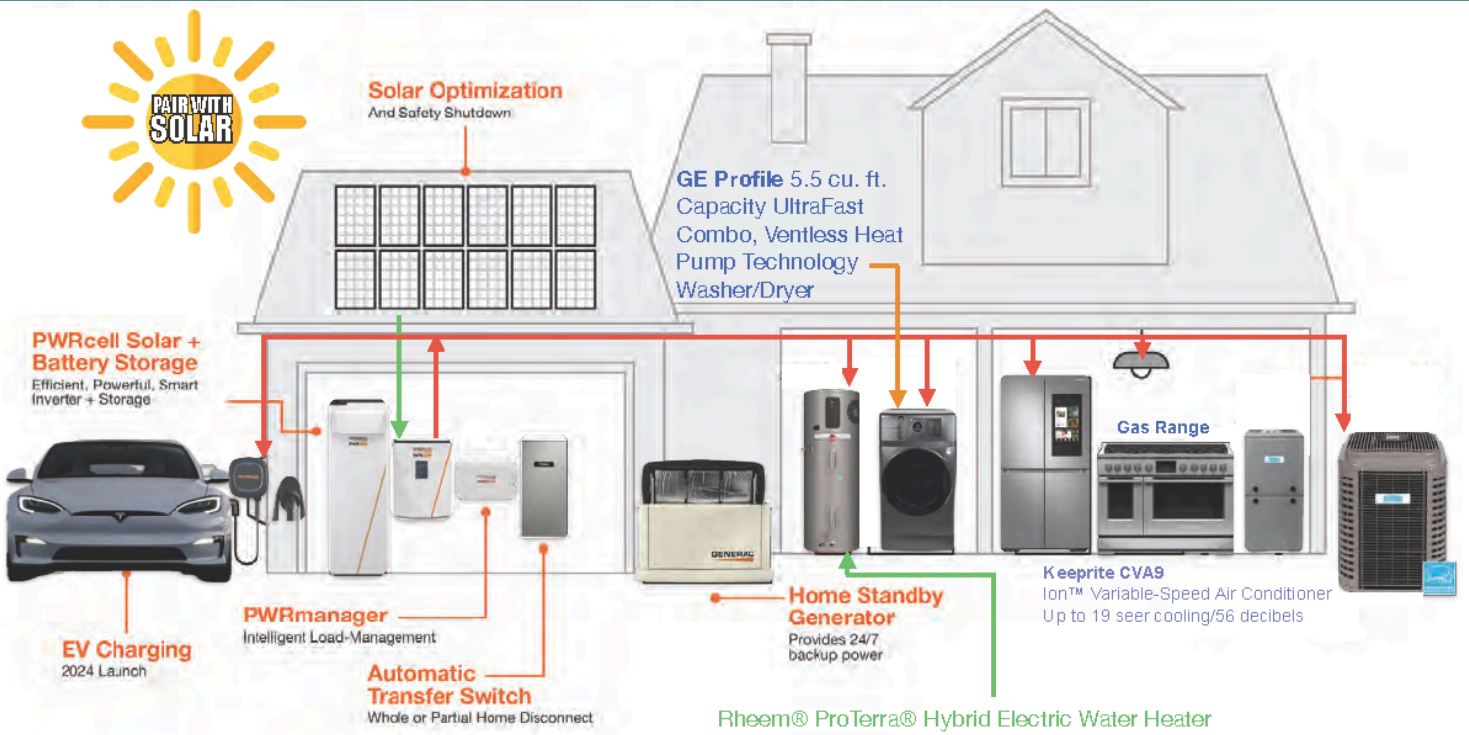 PAIR WITH
SOLAR
Solar Optimization
And Safety Shutdown
GE Profile 5.5 cu. ft.
Capacity UltraFast
Combo, Ventless Heat
Pump Technology
Washer/Dryer
PWRcell Solar +
Battery Storage
Efficient, Powerful, Smart
Inverter + Storage
Gas Range
GENERAC
EV Charging
2024 Launch
PWRmanager
Intelligent Load-Management
Automatic
Transfer Switch
Whole or Partial Home Disconnect
Home Standby
Generator
Provides 24/7
backup power
Keeprite CVA9
Ion™ Variable-Speed Air Conditioner
Up to 19 seer cooling/56 decibels
Rheem® ProTerra® Hybrid Electric Water Heater